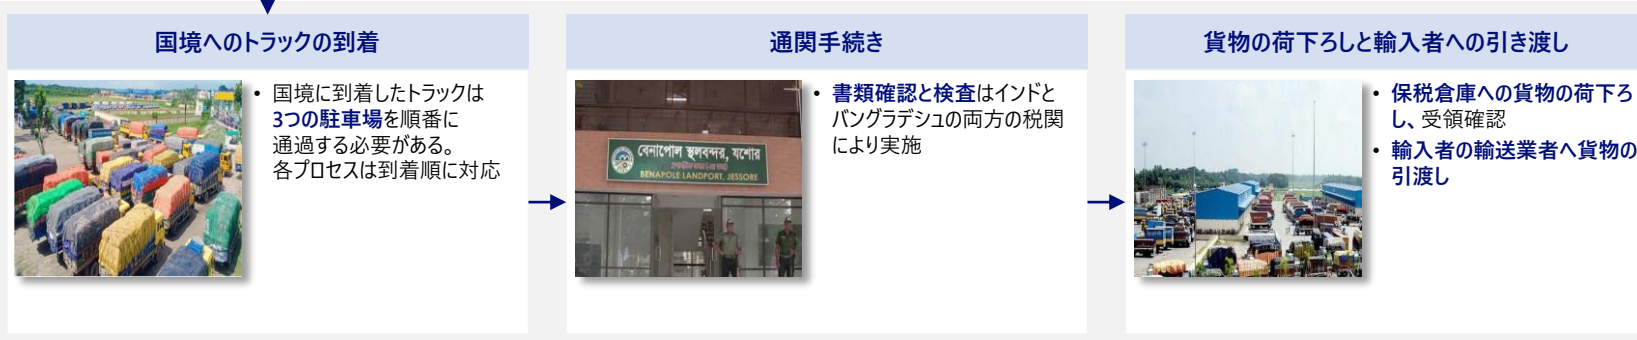 国境へのトラックの到着
• 国境に到着したトラックは
3つの駐車場を順番に
通過する必要がある。
各プロセスは到着順に対応
通関手続き
বেনাপোল স্থলবন্দর, যশোর
BENAPOLE LANDPORT, JESSORE
• 書類確認と検査はインドと
バングラデシュの両方の税関
により実施
貨物の荷下ろしと輸入者への引き渡し
• 保税倉庫への貨物の荷下ろ
し、受領確認
• 輸入者の輸送業者へ貨物の
引渡し